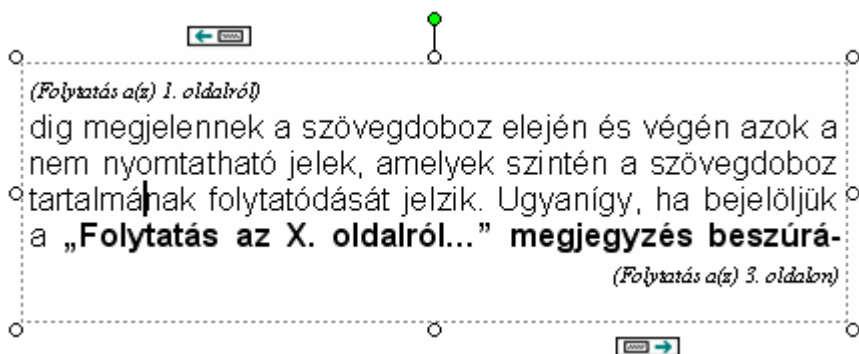 (Folytatás a(z) 1. oldalról)
dig megjelennek a szövegdoboz elején és végén azok a
nem nyomtatható jelek, amelyek szintén a szövegdoboz
tartalmának folytatódását jelzik. Ugyanígy, ha bejelöljük
a „Folytatás az X. oldalról...” megjegyzés beszúrá-
(Folytatás a(z) 3. oldalon)